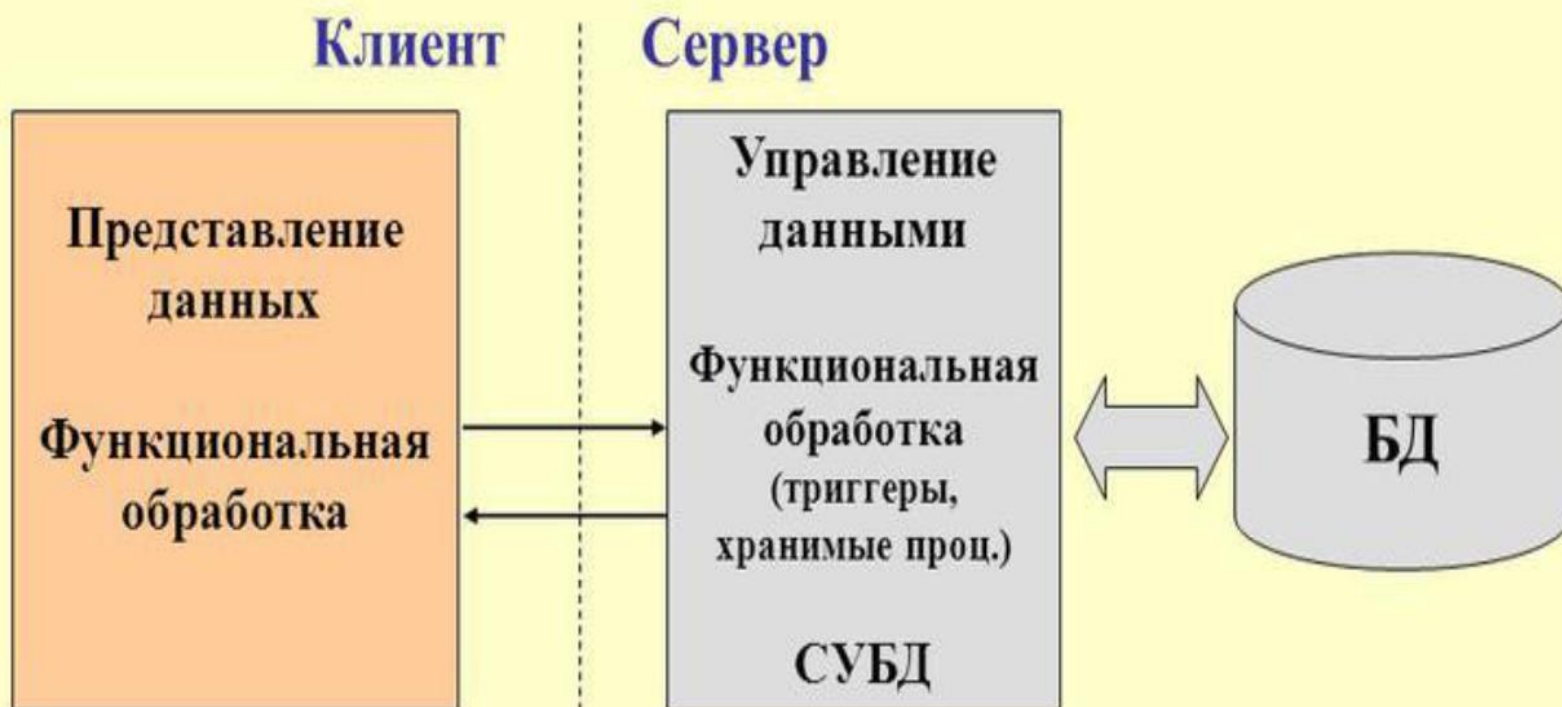 Клиент
Сервер
Представление
данных
Функциональная
обработка
Управление
данными
Функциональная
обработка
(триггеры,
хранимые проц.)
СУБД
БД